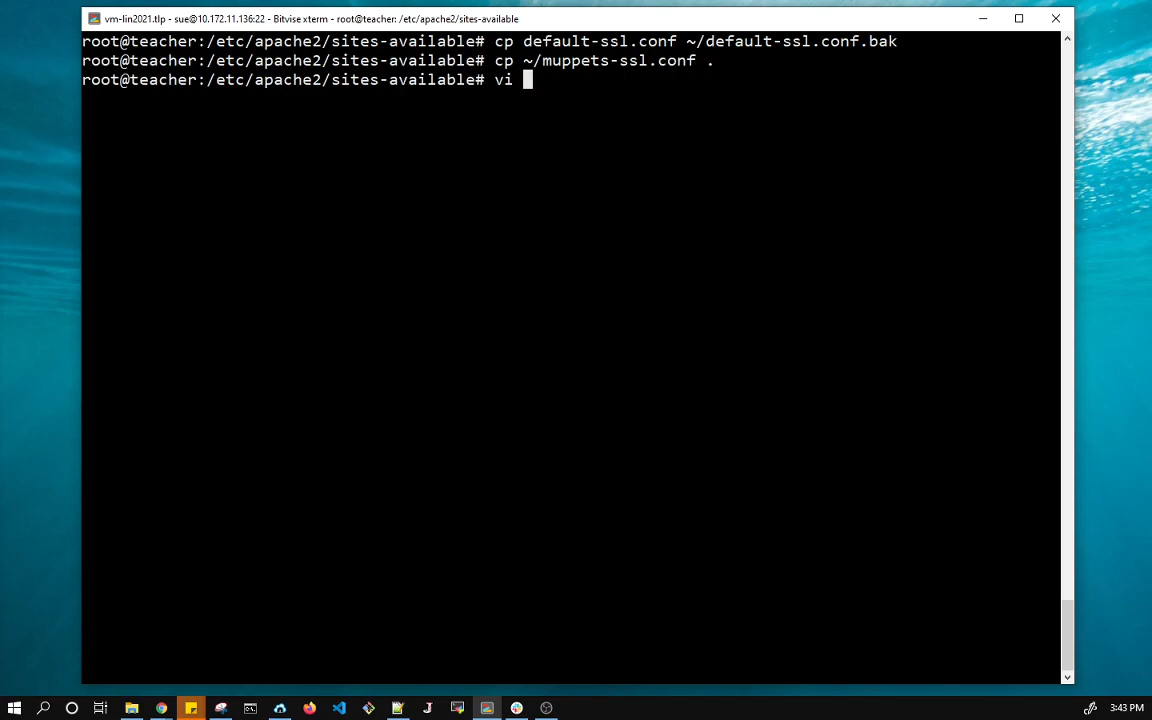 vm-lin2021.tlp - sue@10.172.11.136:22 - Bitvise xterm - root@teacher: /etc/apache2/sites-available
root@teacher:/etc/apache2/sites-available# cp default-ssl.conf ~/default-ssl.conf.bak
root@teacher:/etc/apache2/sites-available# cp ~/muppets-ssl.conf .
root@teacher:/etc/apache2/sites-available# vi
3:43 PM